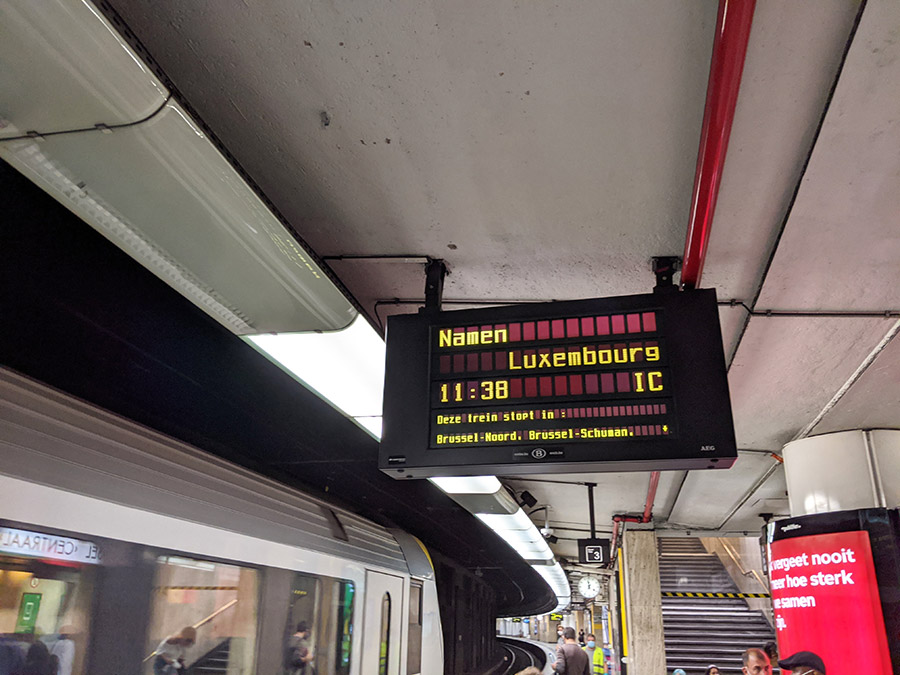 Namen
Luxembourg
11:38 IC
Deze trein stopt in :
Brussel-Noord, Brussel-Schuman,
B
AEG
3
vergeet nooit
hoe sterk
samen
CENTRAAL